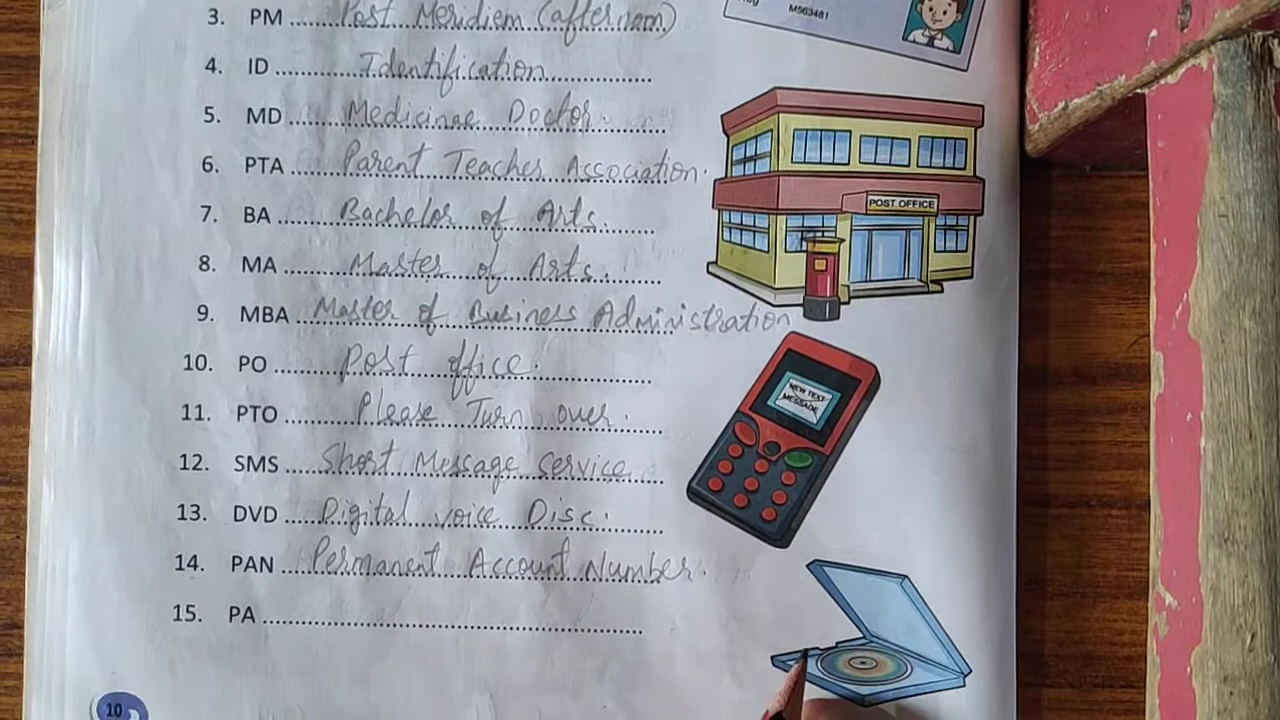 3. PM Post Meridiem (afternoon)
M563481
4. ID Identification
5. MD Medicinae Doctor.
6. PTA Parent Teacher Association.
POST OFFICE
7. BA Bachelor of Arts.
8. MA Master of Arts.
9. MBA Master of Business Administration
10. PO Post office.
NEW TEXT
MESSAGE
11. PTO Please Turn over.
12. SMS Short Message Service
13. DVD Digital voice Disc.
14. PAN Permanent Account Number.
15. PA
10